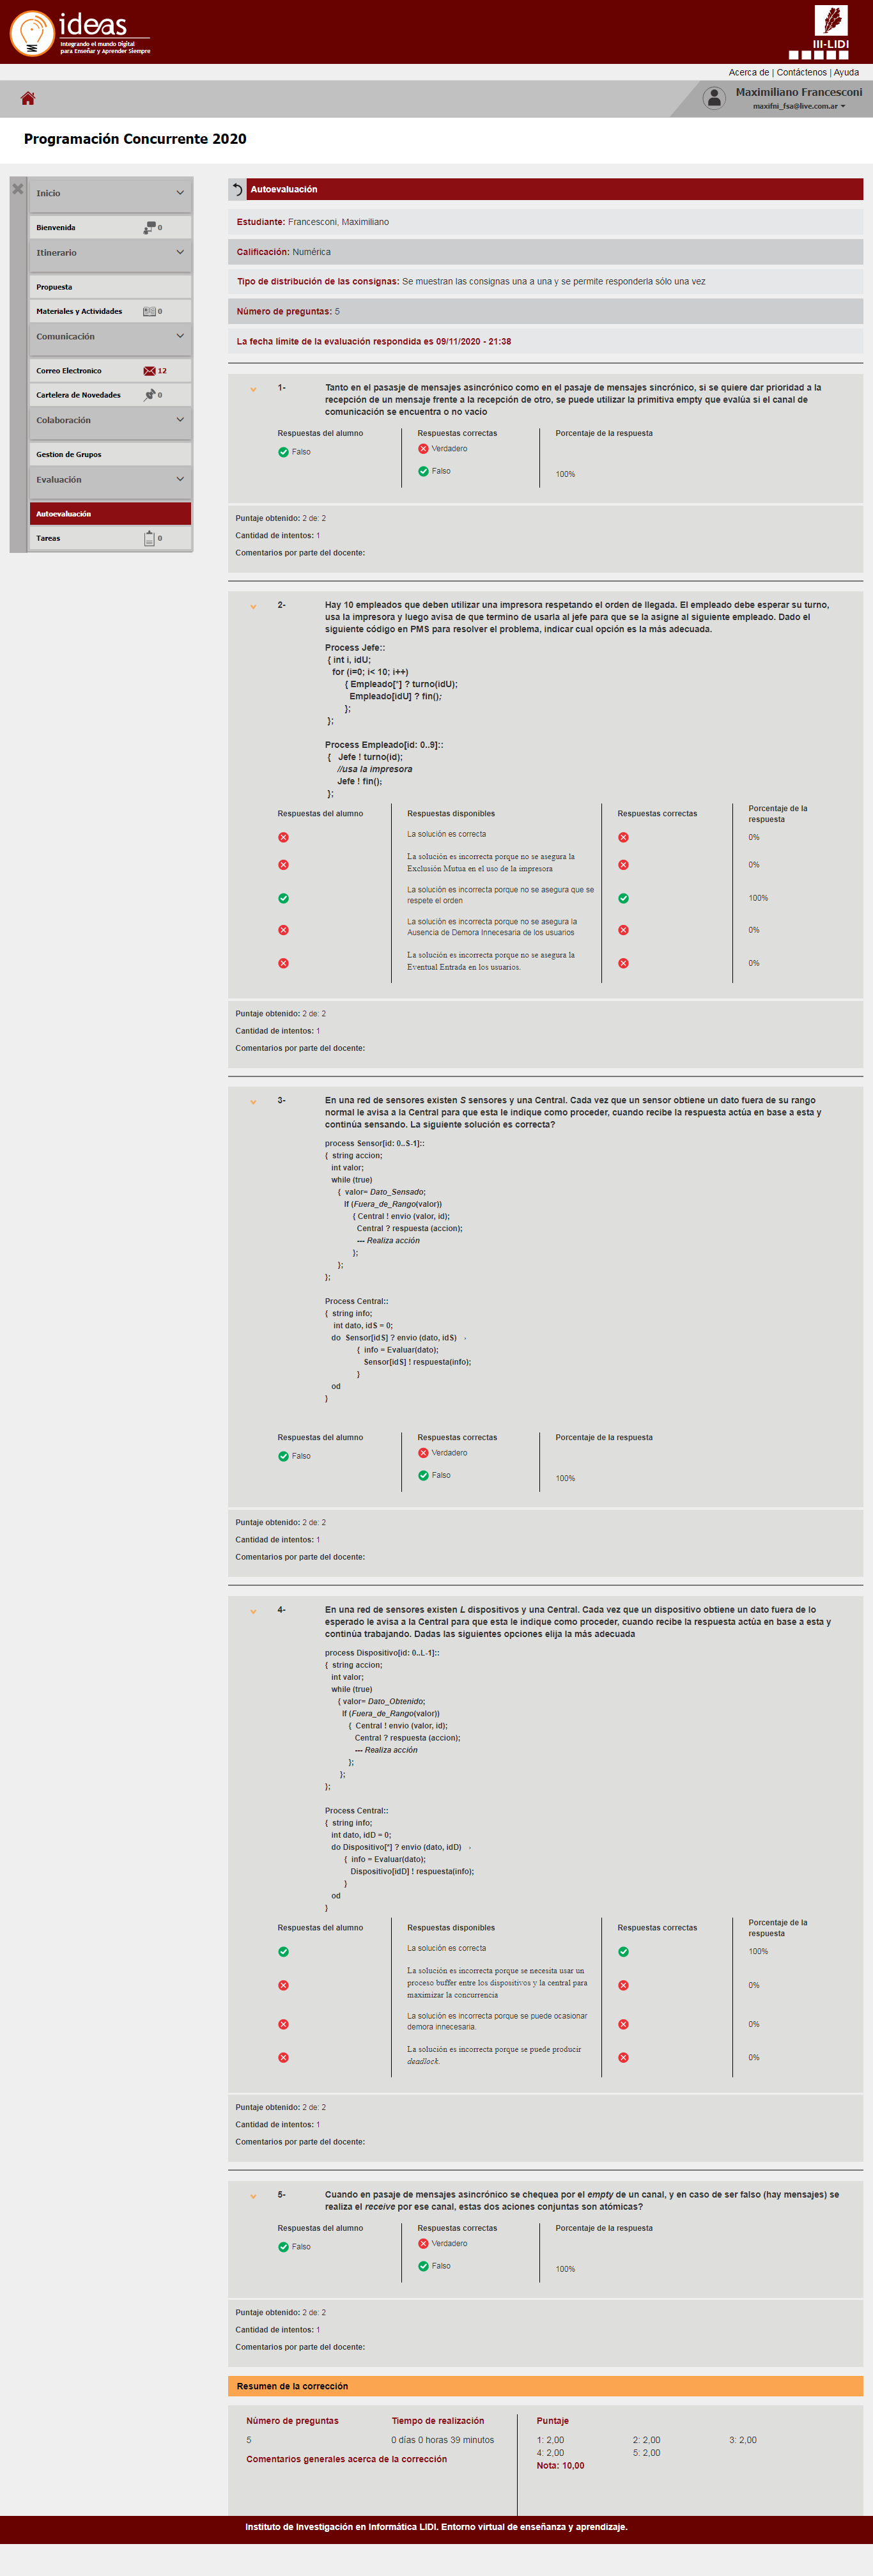 ideas
Integrando el mundo Digital
para Enseñar y Aprender Siempre
III-LIDI
Acerca de | Contáctenos | Ayuda
Maximiliano Francesconi
maxifni_fsa@live.com.ar
Programación Concurrente 2020
Inicio
Bienvenida 0
Itinerario
Propuesta
Materiales y Actividades 0
Comunicación
Correo Electronico 12
Cartelera de Novedades 0
Colaboración
Gestion de Grupos
Evaluación
Autoevaluación
Tareas 0
Autoevaluación
Estudiante: Francesconi, Maximiliano
Calificación: Numérica
Tipo de distribución de las consignas: Se muestran las consignas una a una y se permite responderla sólo una vez
Número de preguntas: 5
La fecha límite de la evaluación respondida es 09/11/2020 - 21:38
1- Tanto en el pasasje de mensajes asincrónico como en el pasaje de mensajes sincrónico, si se quiere dar prioridad a la
recepción de un mensaje frente a la recepción de otro, se puede utilizar la primitiva empty que evalúa si el canal de
comunicación se encuentra o no vacío
Respuestas del alumno Respuestas correctas Porcentaje de la respuesta
Falso Verdadero
Falso 100%
Puntaje obtenido: 2 de: 2
Cantidad de intentos: 1
Comentarios por parte del docente:
2- Hay 10 empleados que deben utilizar una impresora respetando el orden de llegada. El empleado debe esperar su turno,
usa la impresora y luego avisa de que termino de usarla al jefe para que se la asigne al siguiente empleado. Dado el
siguiente código en PMS para resolver el problema, indicar cual opción es la más adecuada.
Process Jefe::
{ int i, idU;
for (i=0; i< 10; i++)
{ Empleado[*] ? turno(idU);
Empleado[idU] ? fin();
};
};
Process Empleado[id: 0..9]::
{ Jefe ! turno(id);
//usa la impresora
Jefe ! fin();
};
Respuestas del alumno Respuestas disponibles Respuestas correctas Porcentaje de la
respuesta
La solución es correcta 0%
La solución es incorrecta porque no se asegura la
Exclusión Mutua en el uso de la impresora 0%
La solución es incorrecta porque no se asegura que se
respete el orden 100%
La solución es incorrecta porque no se asegura la
Ausencia de Demora Innecesaria de los usuarios 0%
La solución es incorrecta porque no se asegura la
Eventual Entrada en los usuarios. 0%
Puntaje obtenido: 2 de: 2
Cantidad de intentos: 1
Comentarios por parte del docente:
3- En una red de sensores existen S sensores y una Central. Cada vez que un sensor obtiene un dato fuera de su rango
normal le avisa a la Central para que esta le indique como proceder, cuando recibe la respuesta actúa en base a esta y
continúa sensando. La siguiente solución es correcta?
process Sensor[id: 0..S-1]::
{ string accion;
int valor;
while (true)
{ valor= Dato_Sensado;
If (Fuera_de_Rango(valor))
{ Central ! envio (valor, id);
Central ? respuesta (accion);
--- Realiza acción
};
};
};
Process Central::
{ string info;
int dato, idS = 0;
do Sensor[idS] ? envio (dato, idS)
{ info = Evaluar(dato);
Sensor[idS] ! respuesta(info);
}
od
}
Respuestas del alumno Respuestas correctas Porcentaje de la respuesta
Falso Verdadero
Falso 100%
Puntaje obtenido: 2 de: 2
Cantidad de intentos: 1
Comentarios por parte del docente:
4- En una red de sensores existen L dispositivos y una Central. Cada vez que un dispositivo obtiene un dato fuera de lo
esperado le avisa a la Central para que esta le indique como proceder, cuando recibe la respuesta actúa en base a esta y
continúa trabajando. Dadas las siguientes opciones elija la más adecuada
process Dispositivo[id: 0..L-1]::
{ string accion;
int valor;
while (true)
{ valor= Dato_Obtenido;
If (Fuera_de_Rango(valor))
{ Central ! envio (valor, id);
Central ? respuesta (accion);
--- Realiza acción
};
};
};
Process Central::
{ string info;
int dato, idD = 0;
do Dispositivo[*] ? envio (dato, idD)
{ info = Evaluar(dato);
Dispositivo[idD] ! respuesta(info);
}
od
}
Respuestas del alumno Respuestas disponibles Respuestas correctas Porcentaje de la
respuesta
La solución es correcta 100%
La solución es incorrecta porque se necesita usar un
proceso buffer entre los dispositivos y la central para
maximizar la concurrencia 0%
La solución es incorrecta porque se puede ocasionar
demora innecesaria. 0%
La solución es incorrecta porque se puede producir
deadlock. 0%
Puntaje obtenido: 2 de: 2
Cantidad de intentos: 1
Comentarios por parte del docente:
5- Cuando en pasaje de mensajes asincrónico se chequea por el empty de un canal, y en caso de ser falso (hay mensajes) se
realiza el receive por ese canal, estas dos aciones conjuntas son atómicas?
Respuestas del alumno Respuestas correctas Porcentaje de la respuesta
Falso Verdadero
Falso 100%
Puntaje obtenido: 2 de: 2
Cantidad de intentos: 1
Comentarios por parte del docente:
Resumen de la corrección
Número de preguntas Tiempo de realización Puntaje
5 0 días 0 horas 39 minutos 1: 2,00 2: 2,00 3: 2,00
4: 2,00 5: 2,00
Comentarios generales acerca de la corrección Nota: 10,00
Instituto de Investigación en Informática LIDI. Entorno virtual de enseñanza y aprendizaje.